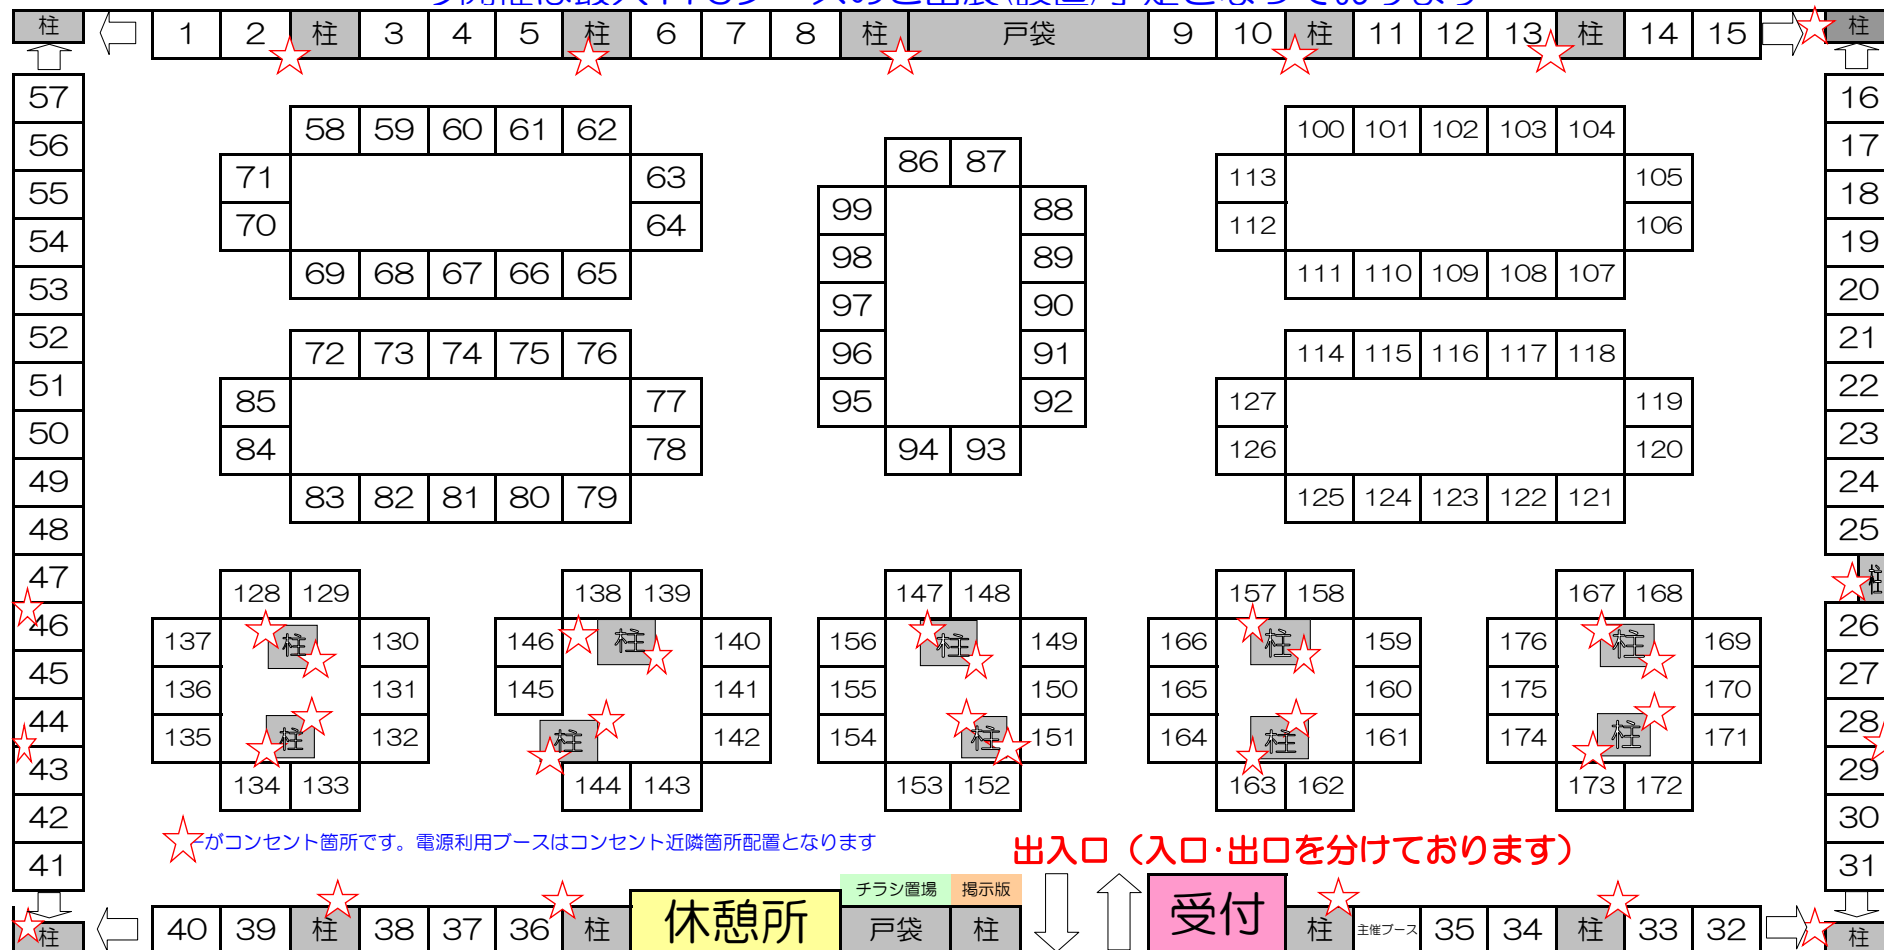 柱 1 2 柱 3 4 5 柱 6 7 8 柱 戸袋 9 10 柱 11 12 13 柱 14 15 柱
57 16
58 59 60 61 62 100 101 102 103 104
56 86 87 17
71 63 113 105
55 99 88 18
70 64 112 106
54 98 89 19
69 68 67 66 65 111 110 109 108 107
53 97 90 20
52 72 73 74 75 76 96 91 114 115 116 117 118 21
51 85 77 95 92 127 119 22
50 84 78 94 93 126 120 23
49 83 82 81 80 79 125 124 123 122 121 24
48 25
47 128 129 138 139 147 148 157 158 167 168 柱
46 137 柱 130 146 柱 140 156 柱 149 166 柱 159 176 柱 169 26
45 136 131 145 141 155 150 165 160 175 170 27
44 135 柱 132 柱 142 154 柱 151 164 柱 161 174 柱 171 28
43 134 133 144 143 153 152 163 162 173 172 29
42 30
がコンセント箇所です。電源利用ブースはコンセント近隣箇所配置となります
出入口（入口・出口を分けております）
41 31
チラシ置場 掲示版
柱 40 39 柱 38 37 36 柱 休憩所 戸袋 柱 受付 柱 主催ブース 35 34 柱 33 32 柱